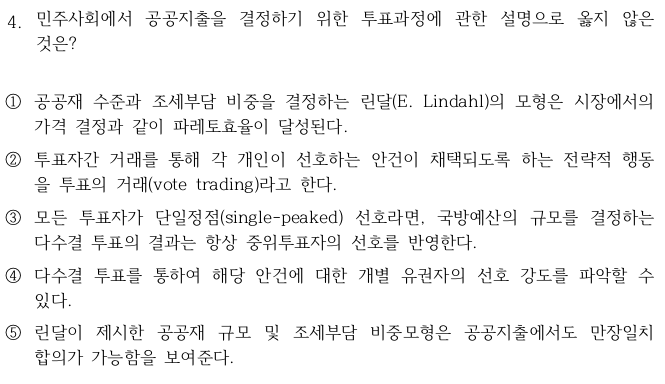 4. 민주사회에서 공공지출을 결정하기 위한 투표과정에 관한 설명으로 옳지 않은
것은?
① 공공재 수준과 조세부담 비중을 결정하는 린달(E. Lindahl)의 모형은 시장에서의
가격 결정과 같이 파레토효율이 달성된다.
② 투표자간 거래를 통해 각 개인이 선호하는 안건이 채택되도록 하는 전략적 행동
을 투표의 거래(vote trading)라고 한다.
③ 모든 투표자가 단일정점(single-peaked) 선호라면, 국방예산의 규모를 결정하는
다수결 투표의 결과는 항상 중위투표자의 선호를 반영한다.
④ 다수결 투표를 통하여 해당 안건에 대한 개별 유권자의 선호 강도를 파악할 수
있다.
⑤ 린달이 제시한 공공재 규모 및 조세부담 비중모형은 공공지출에서도 만장일치
합의가 가능함을 보여준다.